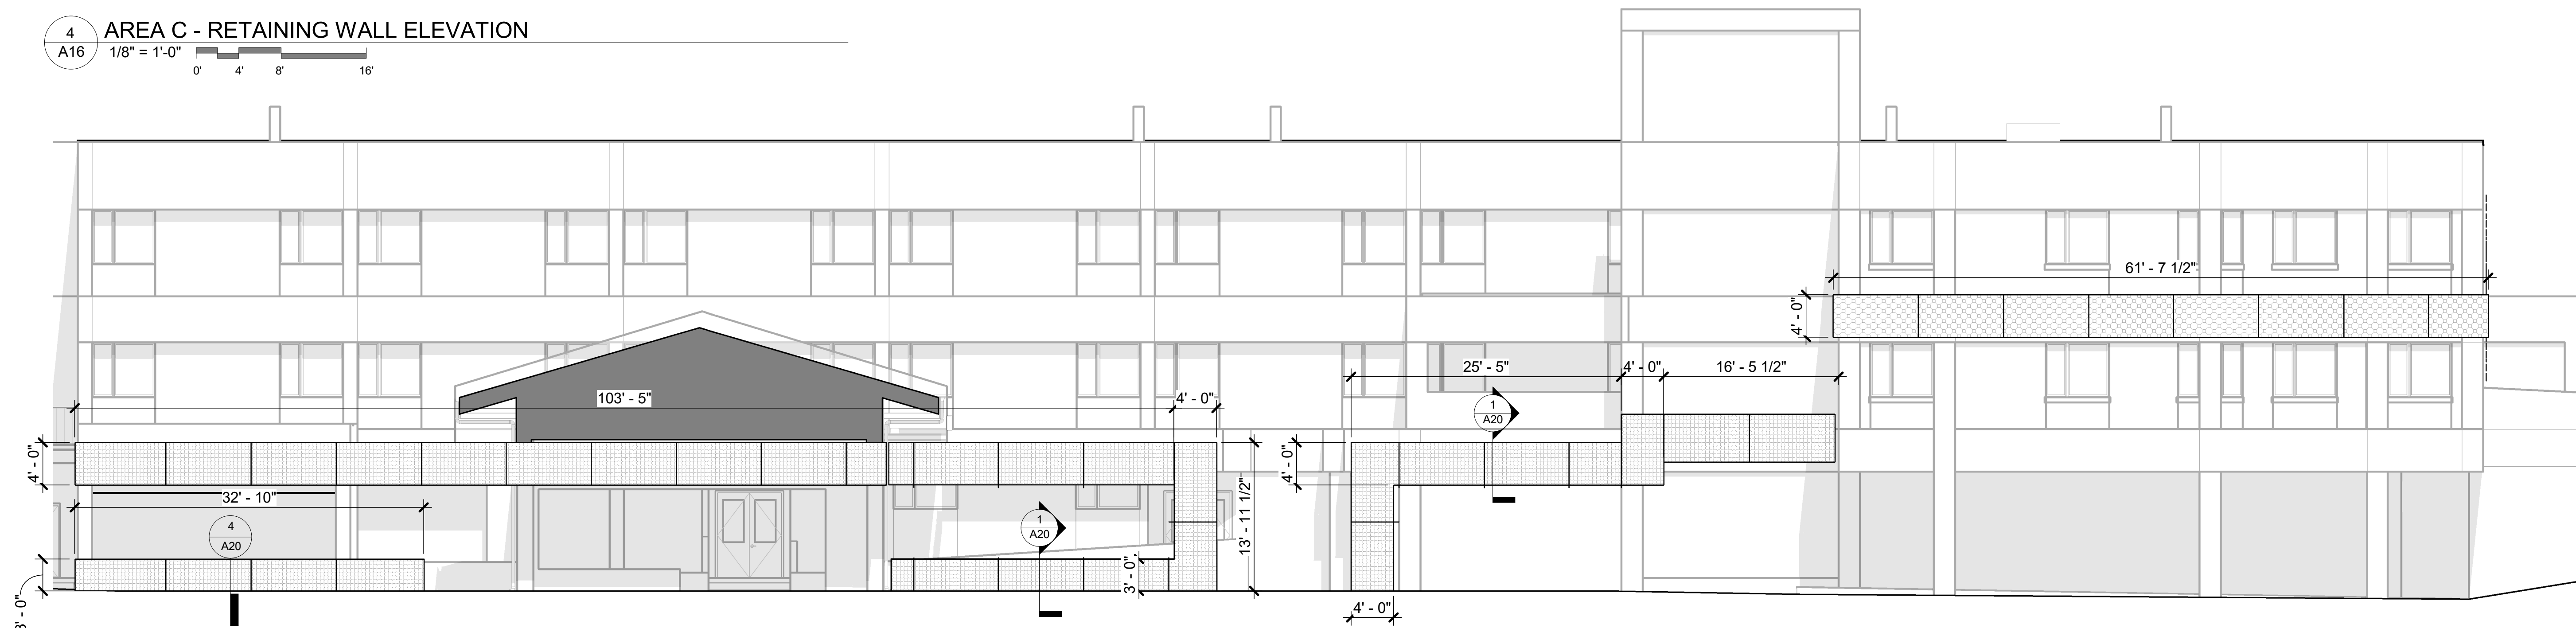 4
A16
AREA C - RETAINING WALL ELEVATION
1/8" = 1'-0"
0' 4' 8' 16'
61' - 7 1/2"
4' - 0"
25' - 5"
4' - 0"
16' - 5 1/2"
103' - 5"
4' - 0"
1
A20
4' - 0"
4' - 0"
32' - 10"
13' - 11 1/2"
4
A20
1
A20
3' - 0"
4' - 0"